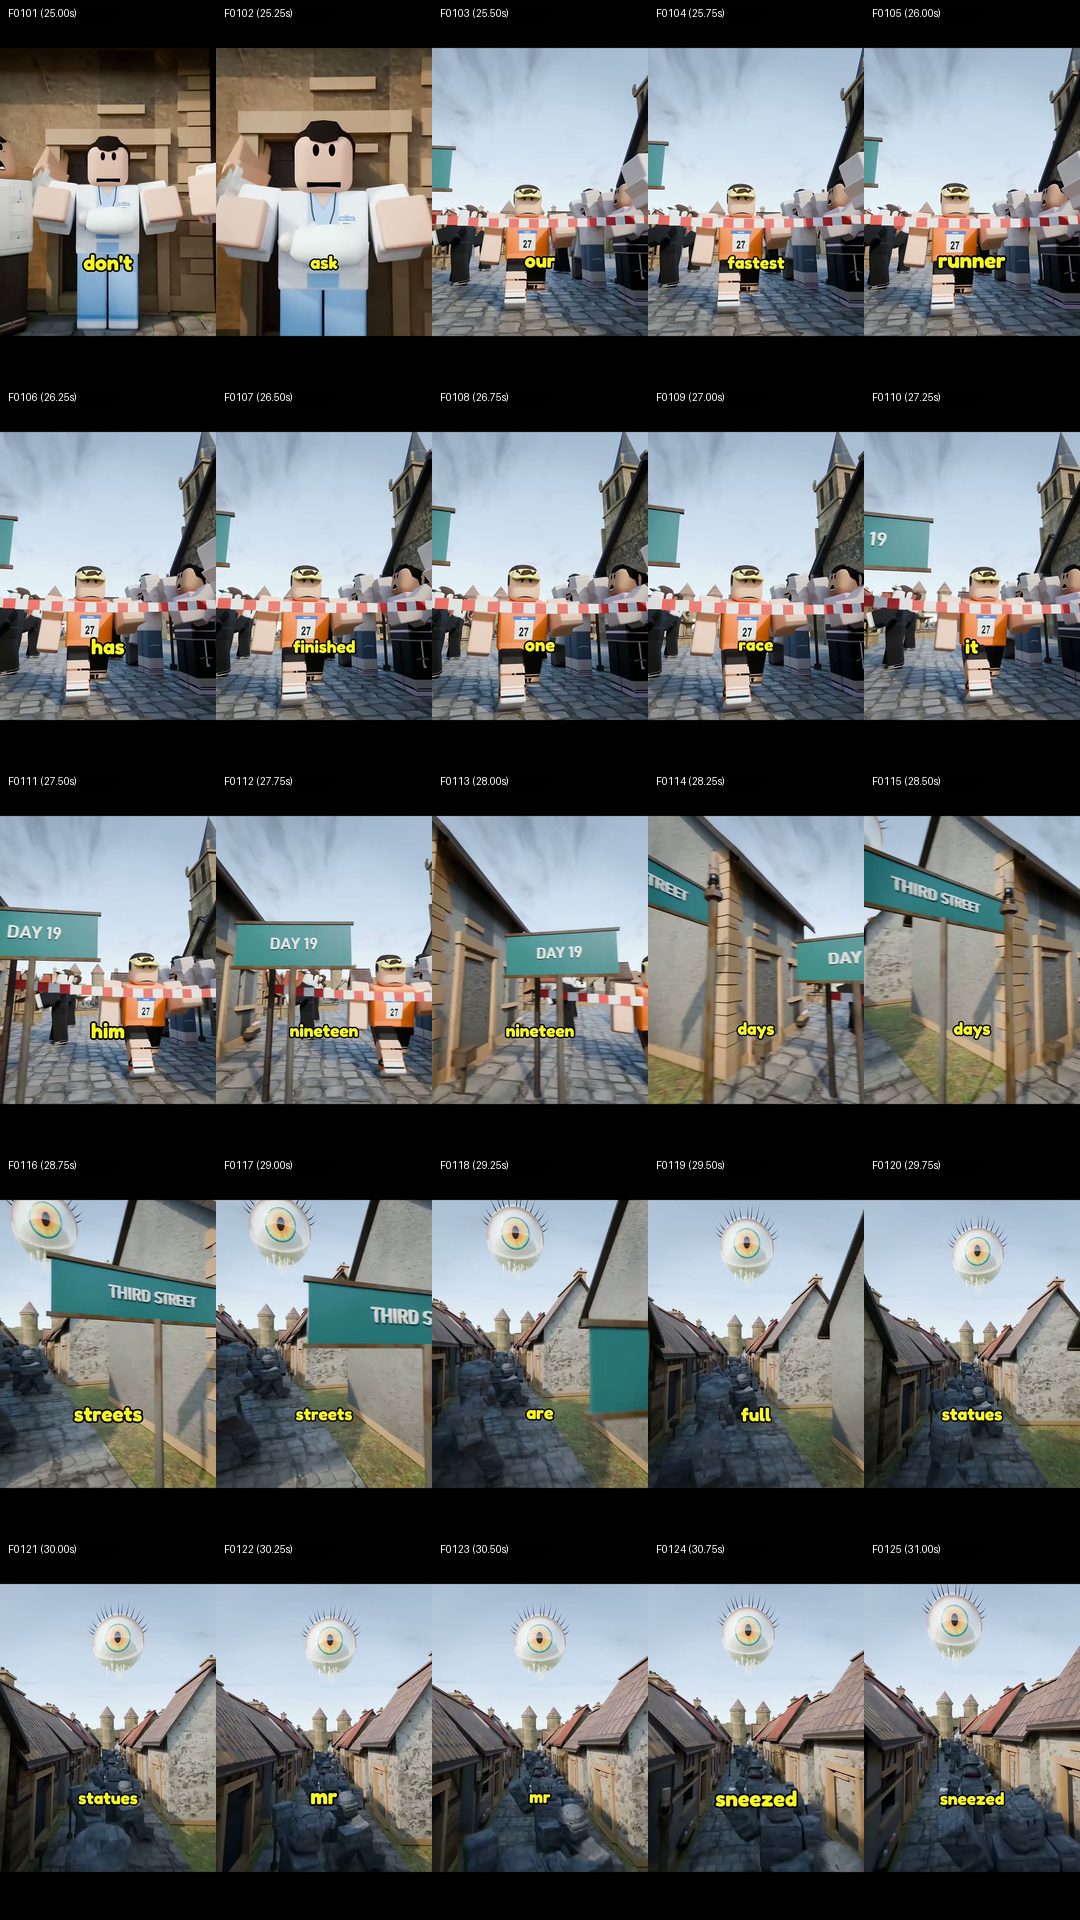 F0101 (25.00s)
F0102 (25.25s)
F0103 (25.50s)
F0104 (25.75s)
F0105 (26.00s)
don't
ask
27
our
27
fastest
27
runner
F0106 (26.25s)
F0107 (26.50s)
F0108 (26.75s)
F0109 (27.00s)
F0110 (27.25s)
27
has
27
finished
27
one
27
race
19
27
it
F0111 (27.50s)
F0112 (27.75s)
F0113 (28.00s)
F0114 (28.25s)
F0115 (28.50s)
DAY 19
27
him
DAY 19
27
nineteen
DAY 19
nineteen
TREET
DAY
days
THIRD STREET
days
F0116 (28.75s)
F0117 (29.00s)
F0118 (29.25s)
F0119 (29.50s)
F0120 (29.75s)
THIRD STREET
streets
THIRD S
streets
are
full
statues
F0121 (30.00s)
F0122 (30.25s)
F0123 (30.50s)
F0124 (30.75s)
F0125 (31.00s)
statues
mr
mr
sneezed
sneezed